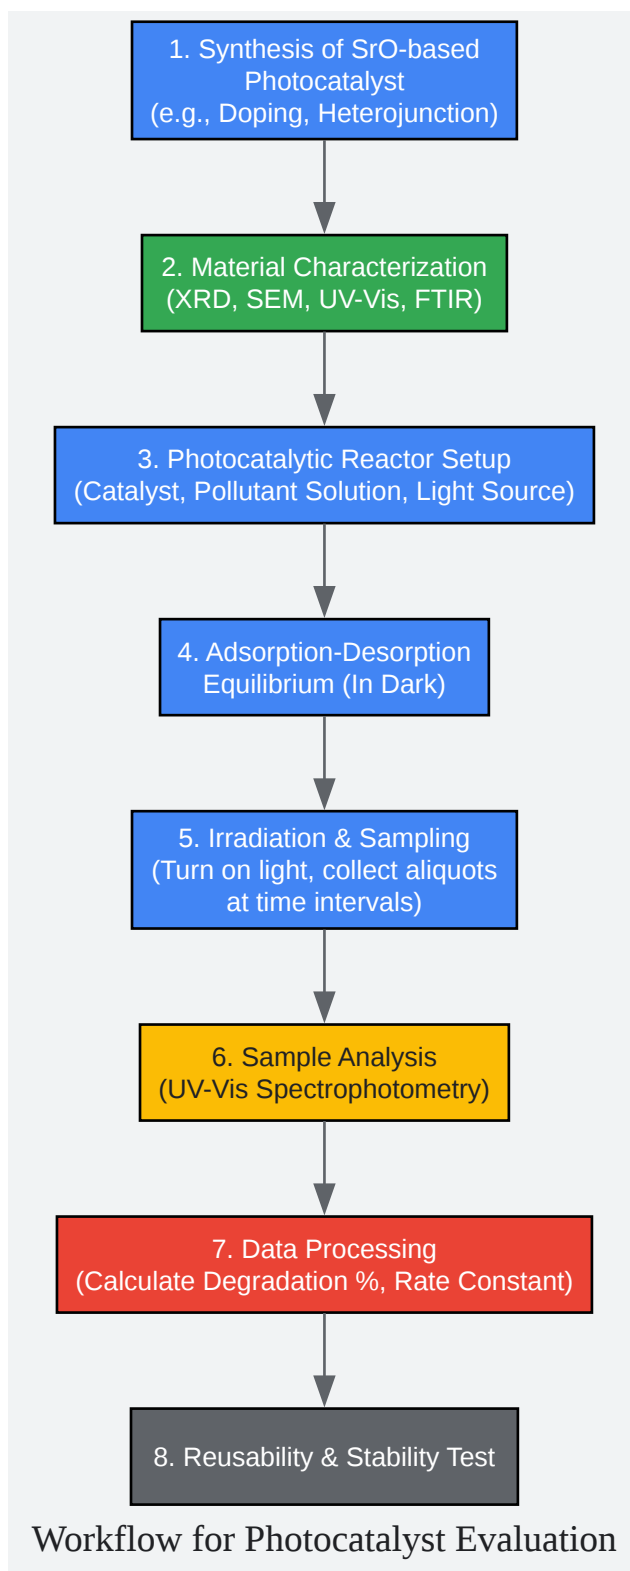 1. Synthesis of SrO-based
Photocatalyst
(e.g., Doping, Heterojunction)
2. Material Characterization
(XRD, SEM, UV-Vis, FTIR)
3. Photocatalytic Reactor Setup
(Catalyst, Pollutant Solution, Light Source)
4. Adsorption-Desorption
Equilibrium (In Dark)
5. Irradiation & Sampling
(Turn on light, collect aliquots
at time intervals)
6. Sample Analysis
(UV-Vis Spectrophotometry)
7. Data Processing
(Calculate Degradation %, Rate Constant)
8. Reusability & Stability Test
Workflow for Photocatalyst Evaluation